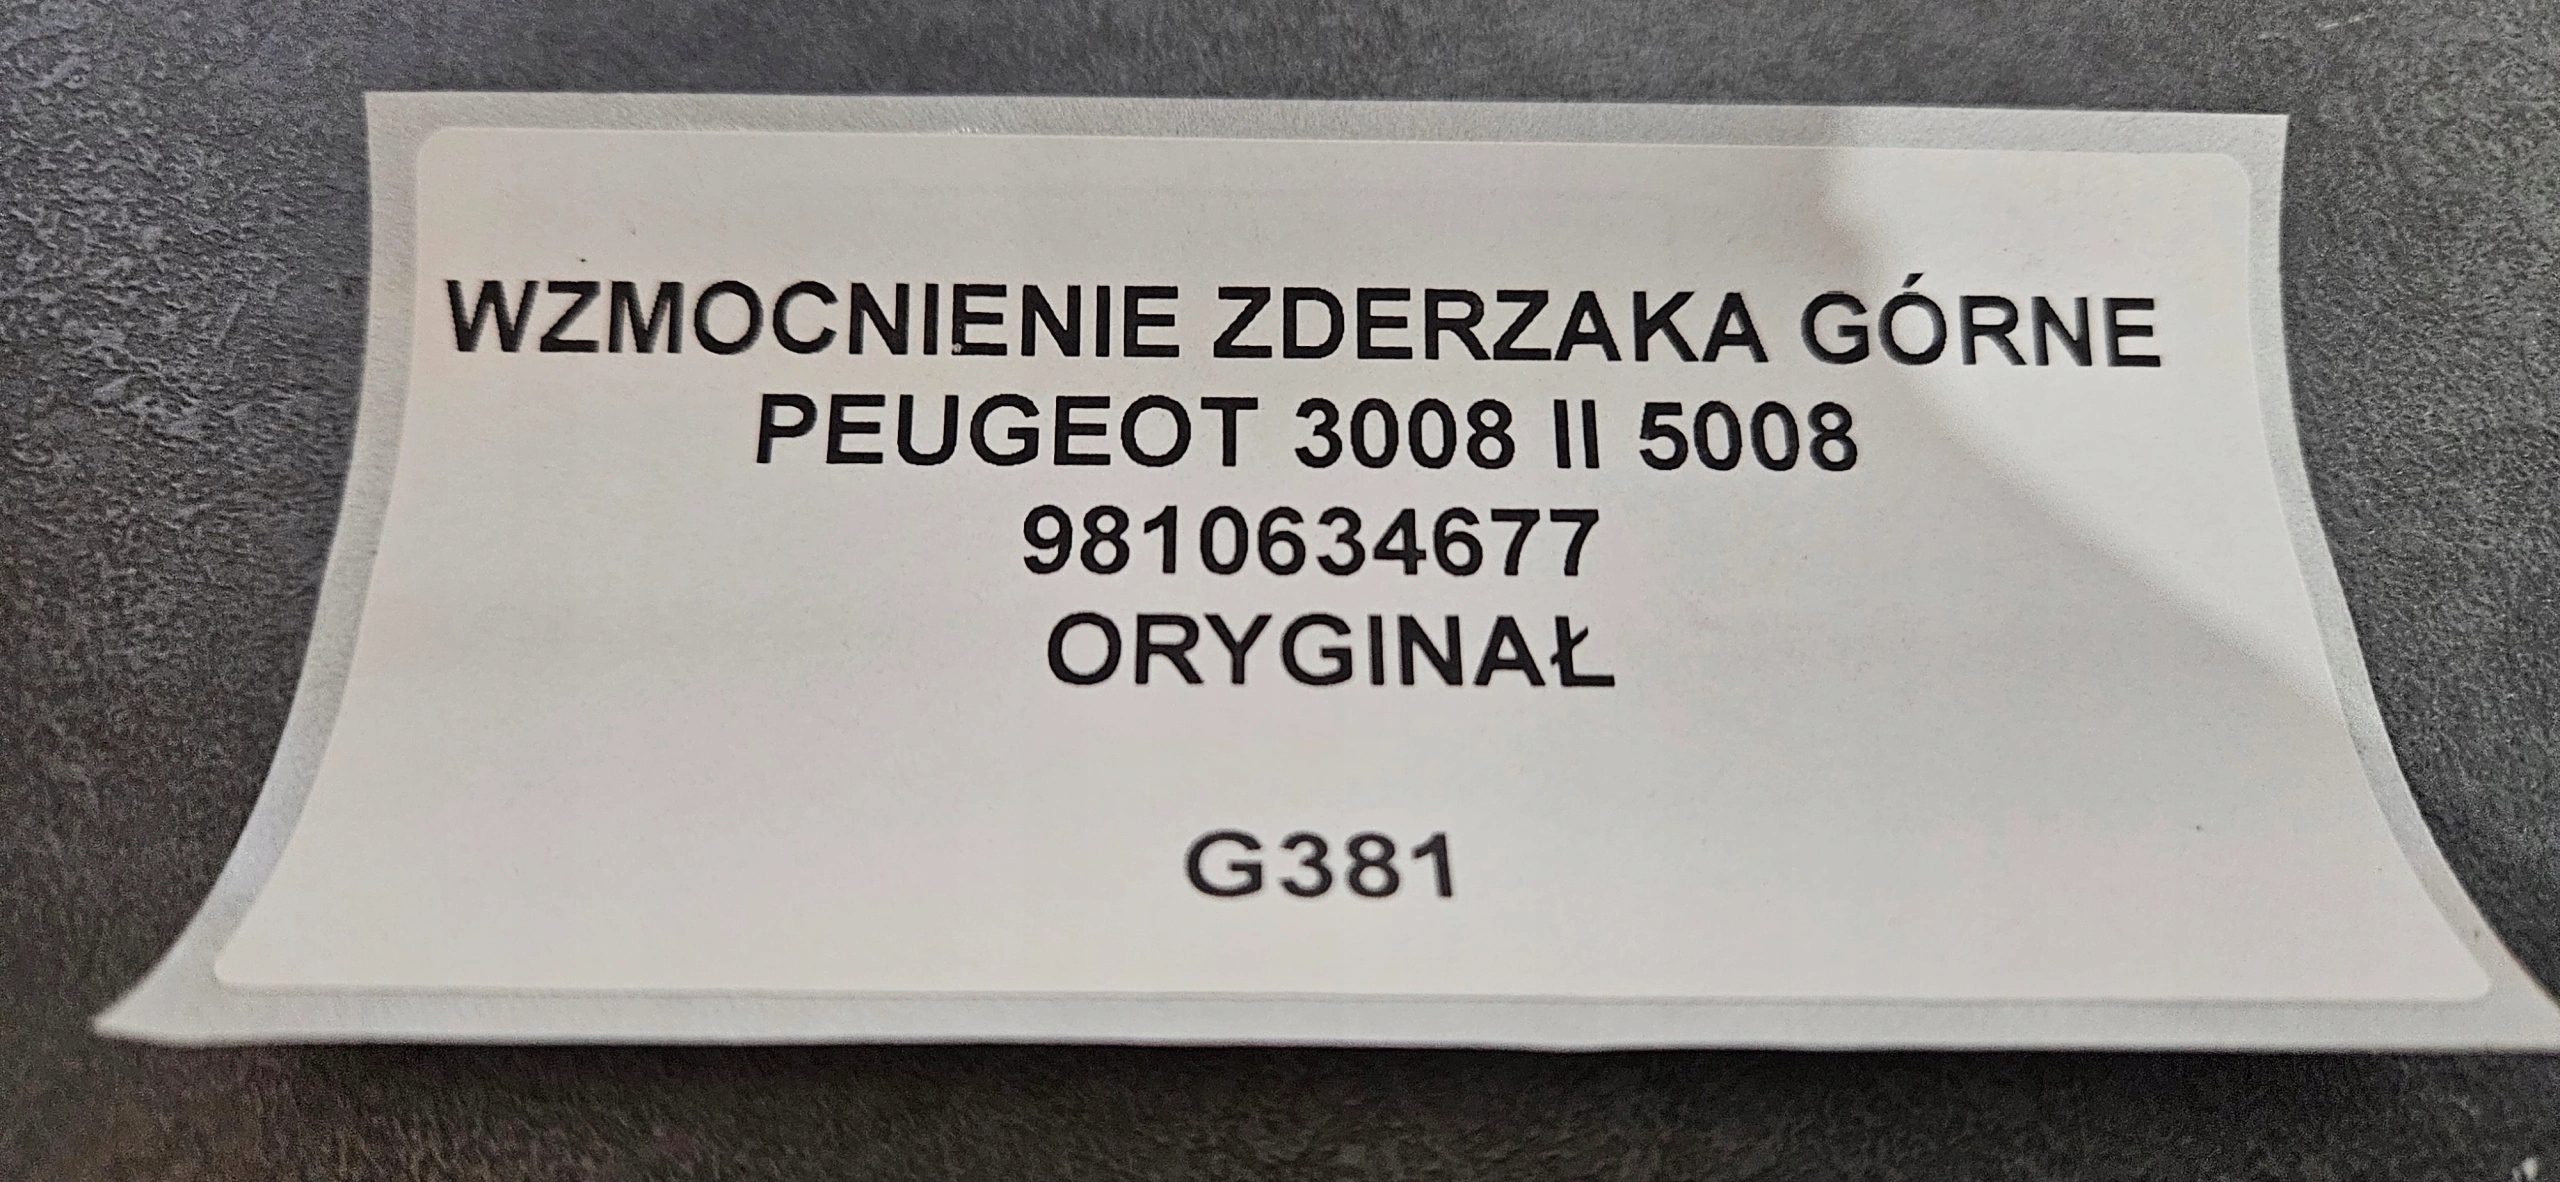 WZMOCNIENIE ZDERZAKA GÓRNE
PEUGEOT 3008 II 5008
9810634677
ORYGINAŁ
G381